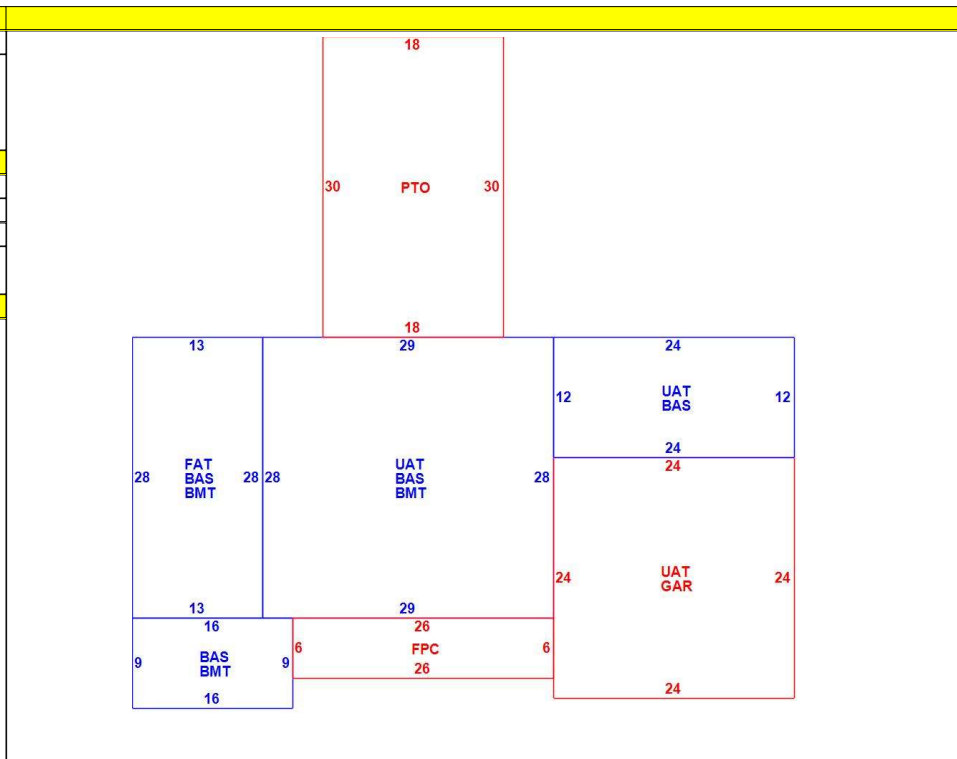 18
30 PTO 30
18
13
29
24
12 UAT 12
BAS
24
24
FAT
BAS
BMT
28 28
28 UAT 28
BAS
BMT
24 UAT 24
GAR
13
29
16
26
6 FPC 6
26
9 BAS 9
BMT
16
24